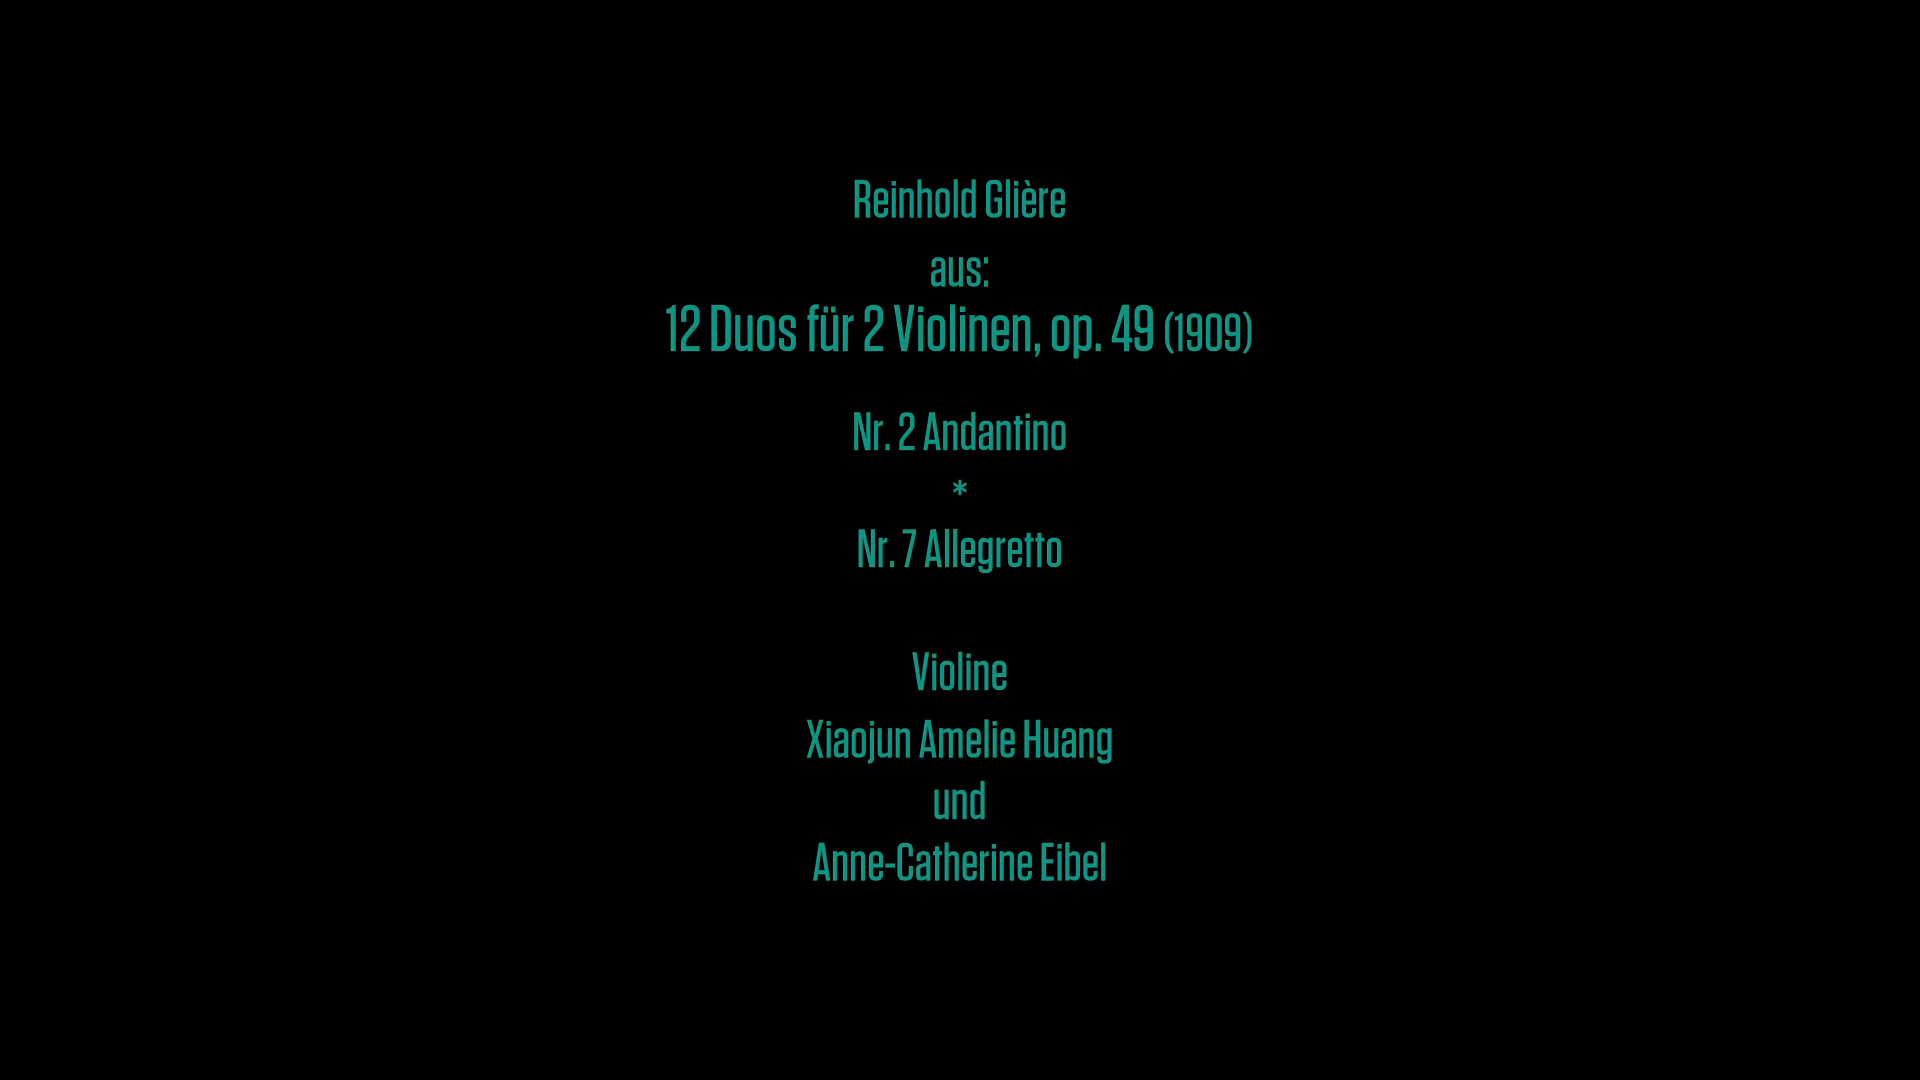 Reinhold Glière
aus:
12 Duos für 2 Violinen, op. 49 (1909)
Nr. 2 Andantino
*
Nr. 7 Allegretto
Violine
Xiaojun Amelie Huang
und
Anne-Catherine Eibel